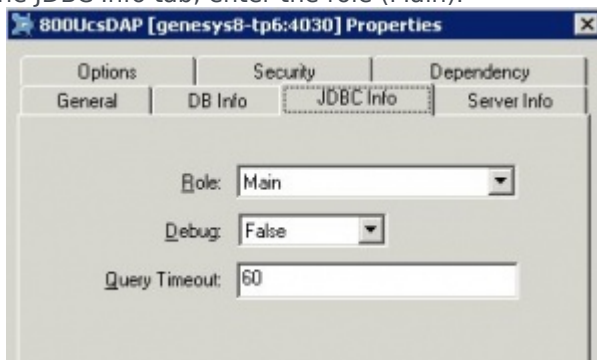 the JDBC Info tab, enter the role (Main).
800UcsDAP [genesys8-tp6:4030] Properties
Options Security Dependency
General DB Info JDBC Info Server Info
Role: Main
Debug: False
Query Timeout: 60